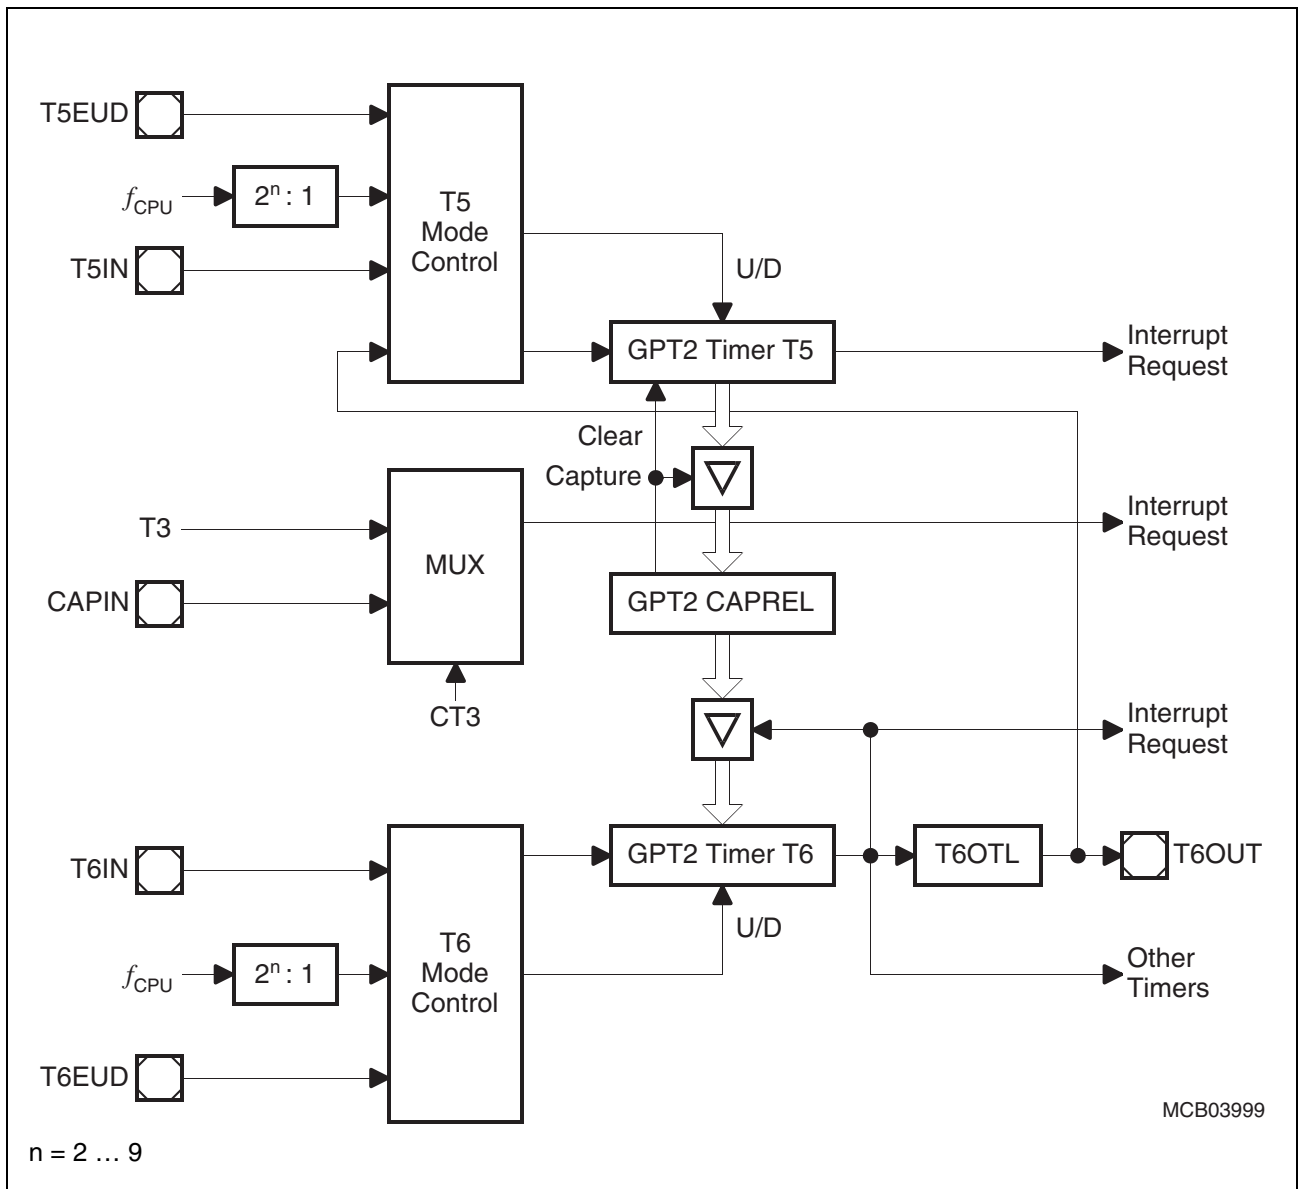 T5EUD
f CPU
2ⁿ : 1
T5IN
T5
Mode
Control
U/D
GPT2 Timer T5
Interrupt
Request
Clear
Capture
T3
CAPIN
MUX
CT3
Interrupt
Request
GPT2 CAPREL
Interrupt
Request
T6IN
f CPU
2ⁿ : 1
T6EUD
T6
Mode
Control
GPT2 Timer T6
U/D
T6OTL
T6OUT
Other
Timers
MCB03999
n = 2 … 9